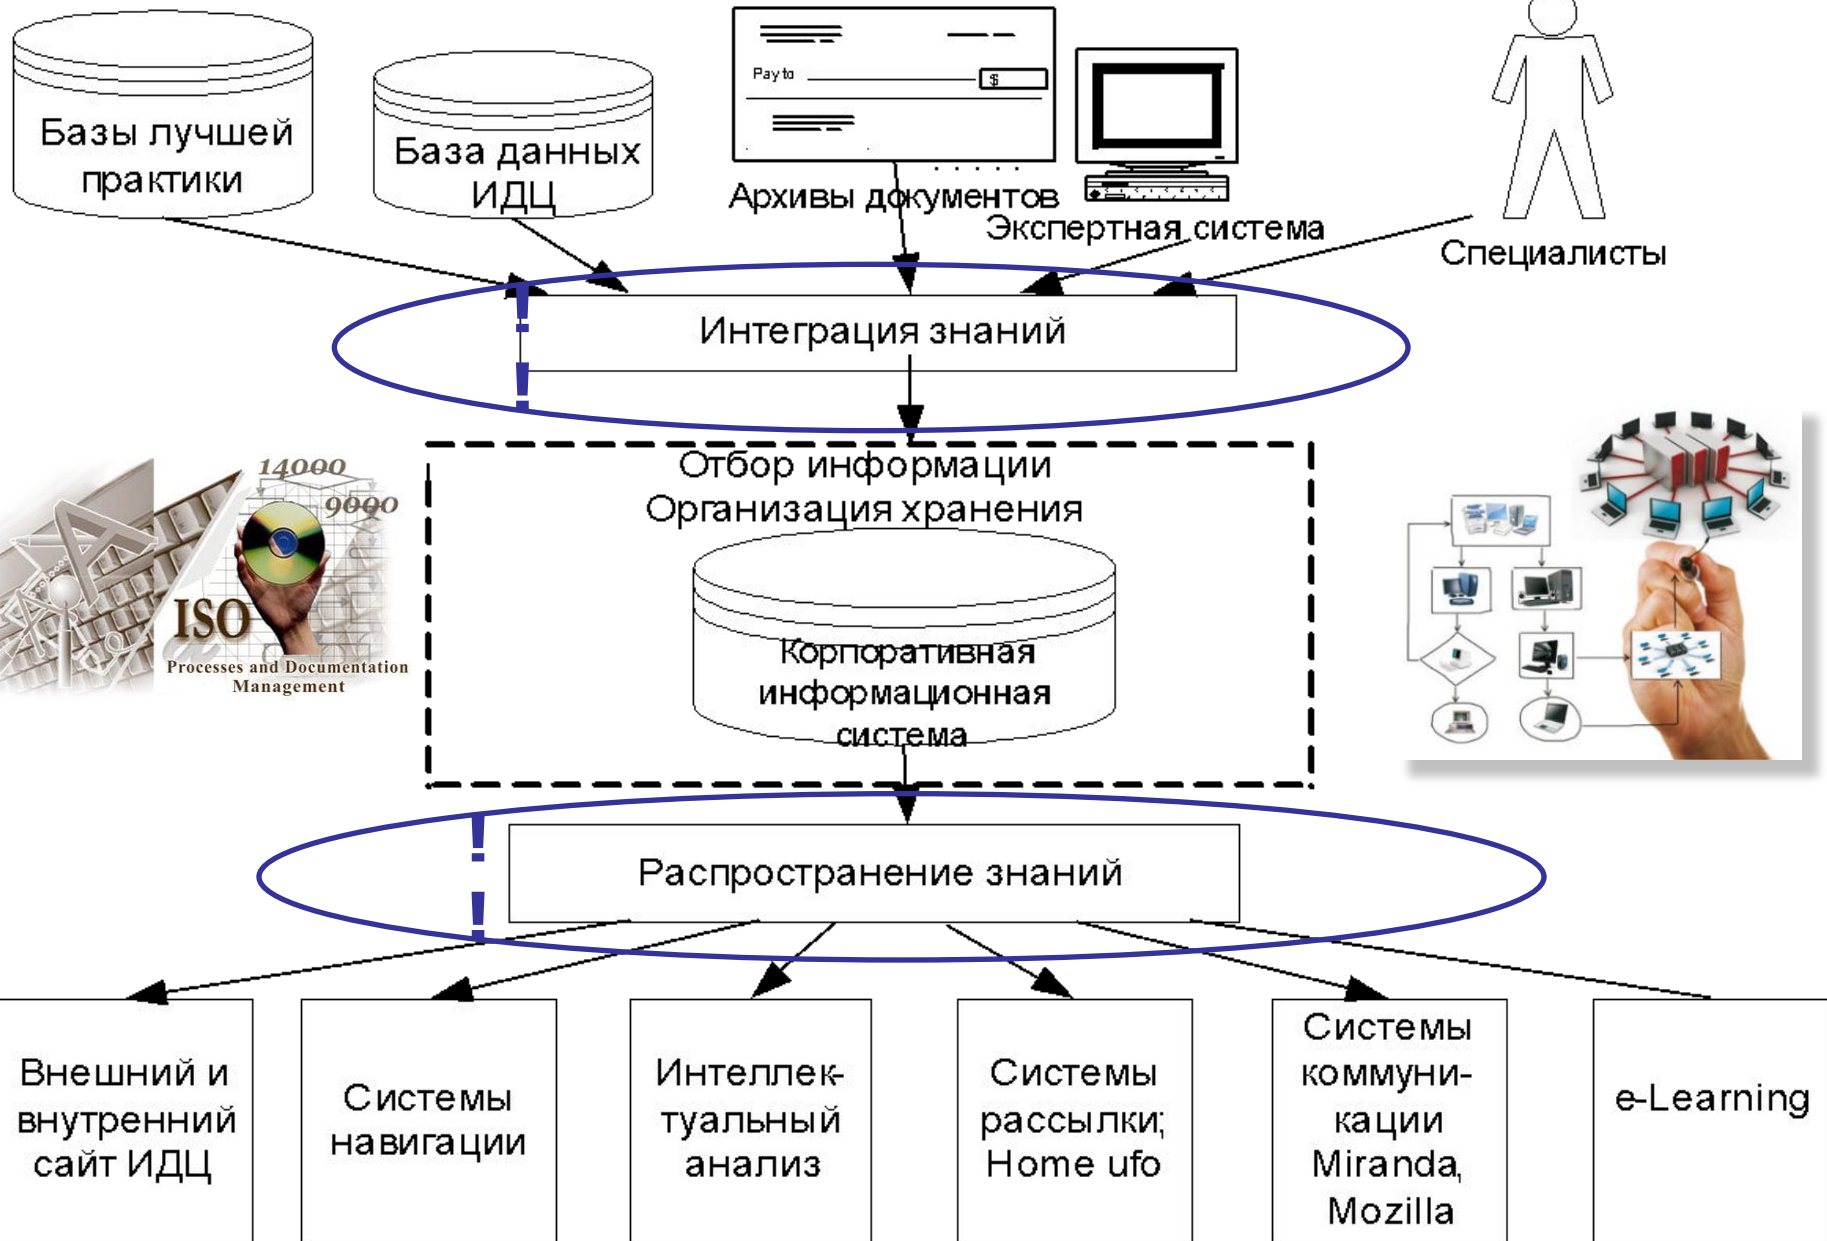 Базы лучшей
практики
База данных
ИДЦ
Pay to
$
Архивы документов
Экспертная система
Специалисты
!
!
Интеграция знаний
14000
9000
ISO
Processes and Documentation
Management
Отбор информации
Организация хранения
Корпоративная
информационная
система
!
!
Распространение знаний
Внешний и
внутренний
сайт ИДЦ
Системы
навигации
Интеллек-
туальный
анализ
Системы
рассылки;
Home ufo
Системы
коммуни-
кации
Miranda,
Mozilla
e-Learning